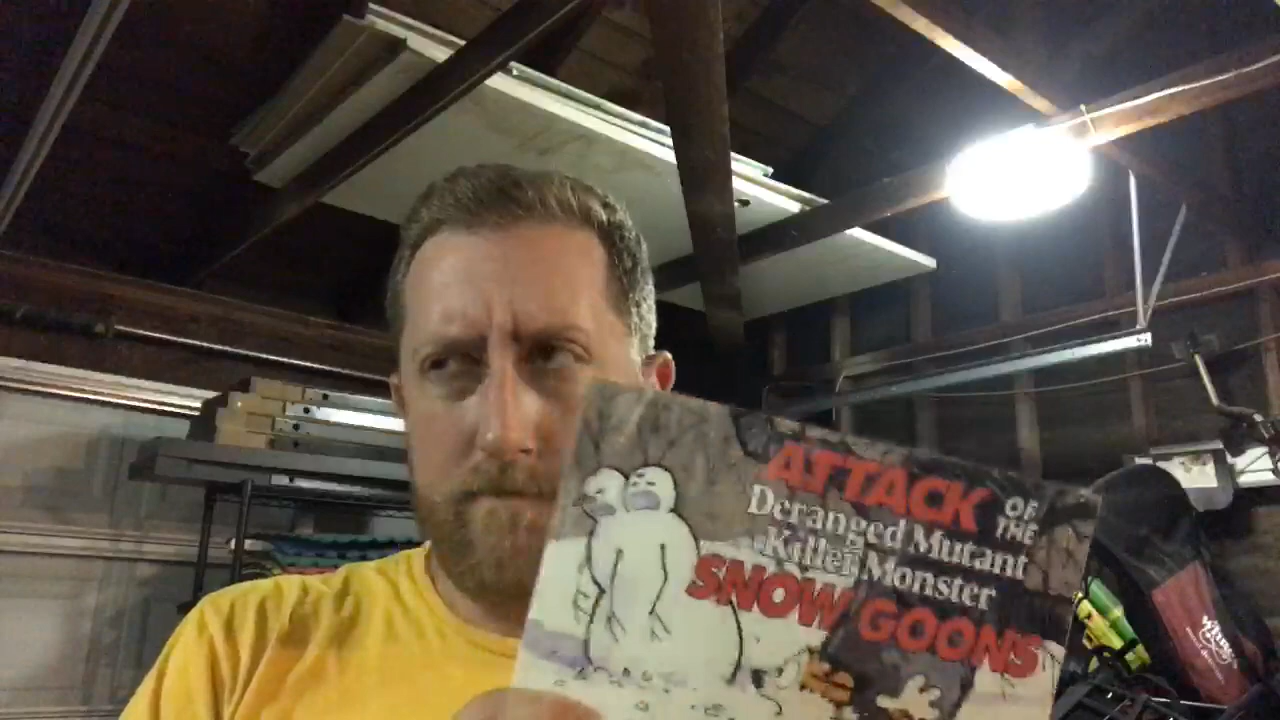 ATTACK OF THE
Deranged Mutant
Killer Monster
SNOW GOONS